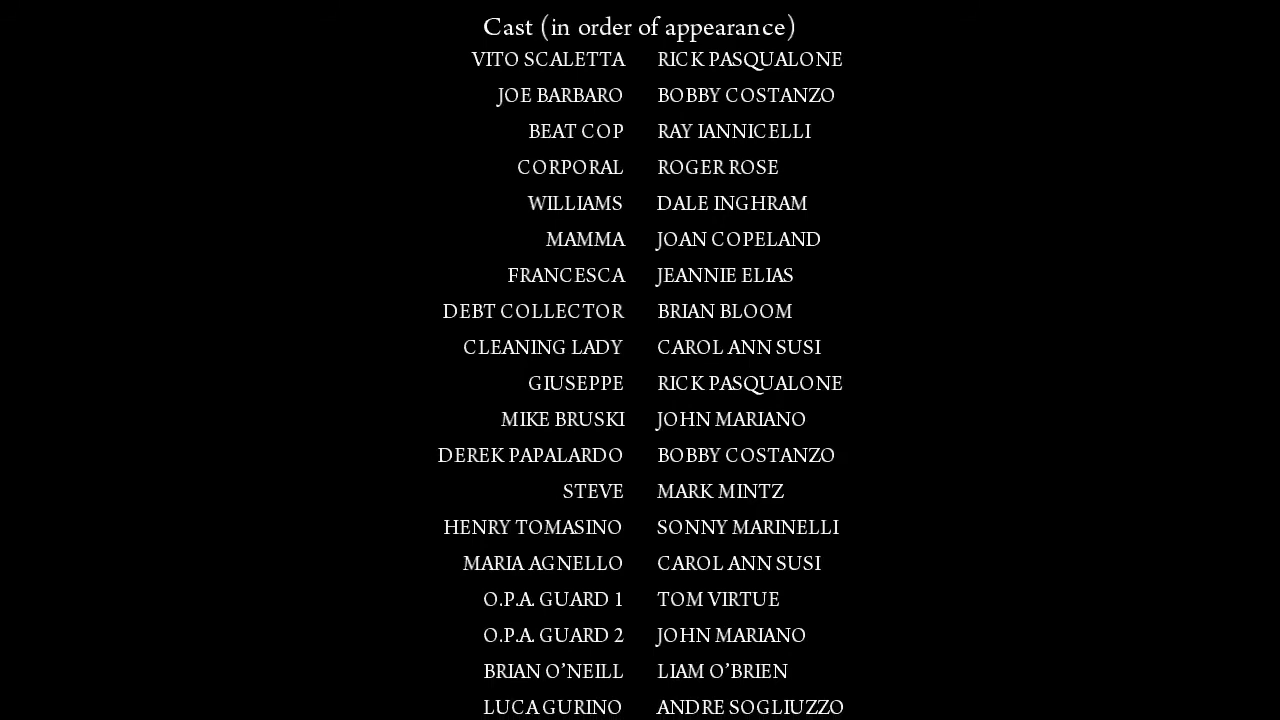 Cast (in order of appearance)
VITO SCALETTA RICK PASQUALONE
JOE BARBARO BOBBY COSTANZO
BEAT COP RAY IANNICELLI
CORPORAL ROGER ROSE
WILLIAMS DALE INGHRAM
MAMMA JOAN COPELAND
FRANCESCA JEANNIE ELIAS
DEBT COLLECTOR BRIAN BLOOM
CLEANING LADY CAROL ANN SUSI
GIUSEPPE RICK PASQUALONE
MIKE BRUSKI JOHN MARIANO
DEREK PAPALARDO BOBBY COSTANZO
STEVE MARK MINTZ
HENRY TOMASINO SONNY MARINELLI
MARIA AGNELLO CAROL ANN SUSI
O.P.A. GUARD 1 TOM VIRTUE
O.P.A. GUARD 2 JOHN MARIANO
BRIAN O’NEILL LIAM O’BRIEN
LUCA GURINO ANDRE SOGLIUZZO